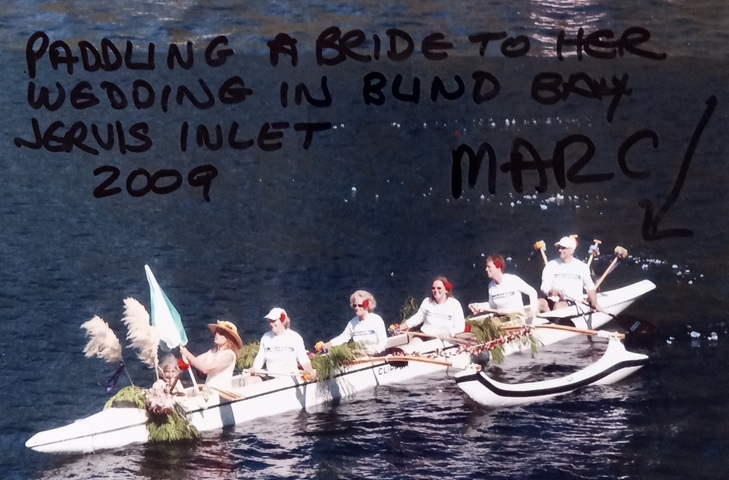 PADDLING A BRIDE TO HER
WEDDING IN BLIND BAY
JERVIS INLET
2009
MARC